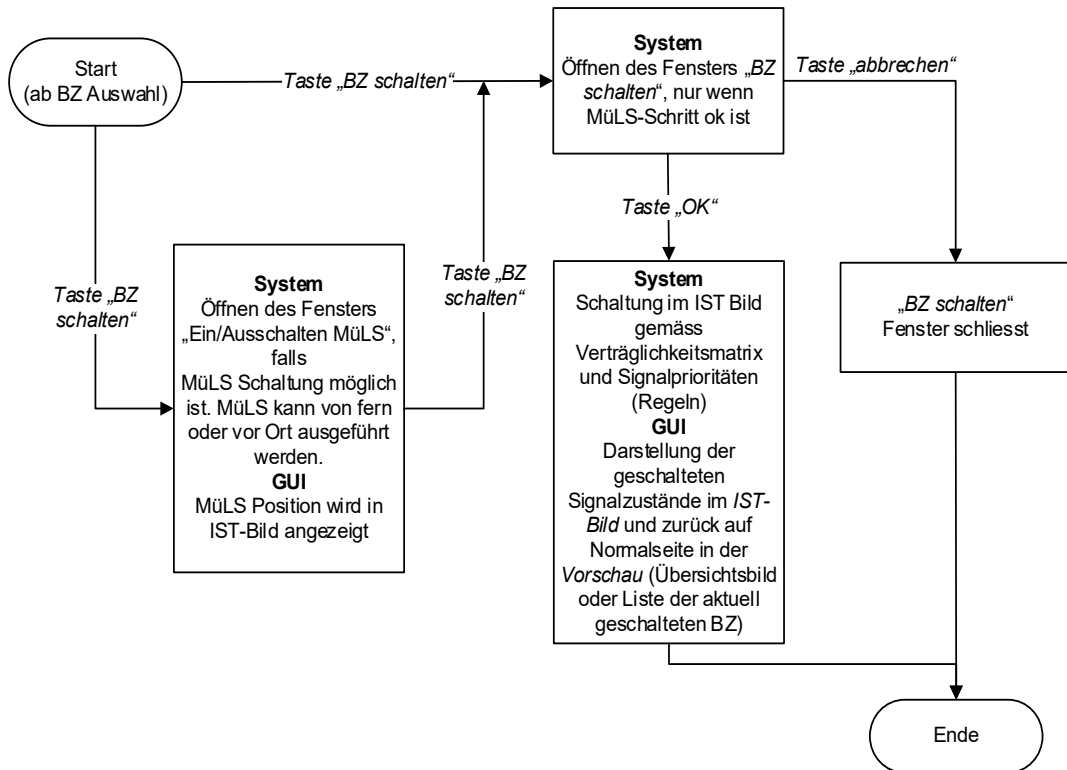 Start
(ab BZ Auswahl)
Taste „BZ schalten“
System
Öffnen des Fensters „BZ
schalten“, nur wenn
MüLS-Schritt ok ist
Taste „abbrechen“
Taste „OK“
Taste „BZ
schalten“
System
Öffnen des Fensters
„Ein/Ausschalten MüLS“,
falls
MüLS Schaltung möglich
ist. MüLS kann von fern
oder vor Ort ausgeführt
werden.
GUI
MüLS Position wird in
IST-Bild angezeigt
Taste „BZ
schalten“
System
Schaltung im IST Bild
gemäss
Verträglichkeitsmatrix
und Signalprioritäten
(Regeln)
GUI
Darstellung der
geschalteten
Signalzustände im IST-
Bild und zurück auf
Normalseite in der
Vorschau (Übersichtsbild
oder Liste der aktuell
geschalteten BZ)
„BZ schalten“
Fenster schliesst
Ende